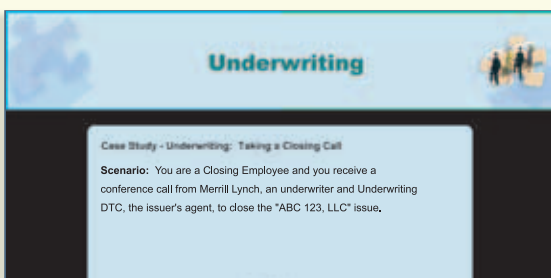 Underwriting
Case Study - Underwriting: Taking a Closing Call
Scenario: You are a Closing Employee and you receive a
conference call from Merrill Lynch, an underwriter and Underwriting
DTC, the issuer's agent, to close the "ABC 123, LLC" issue.